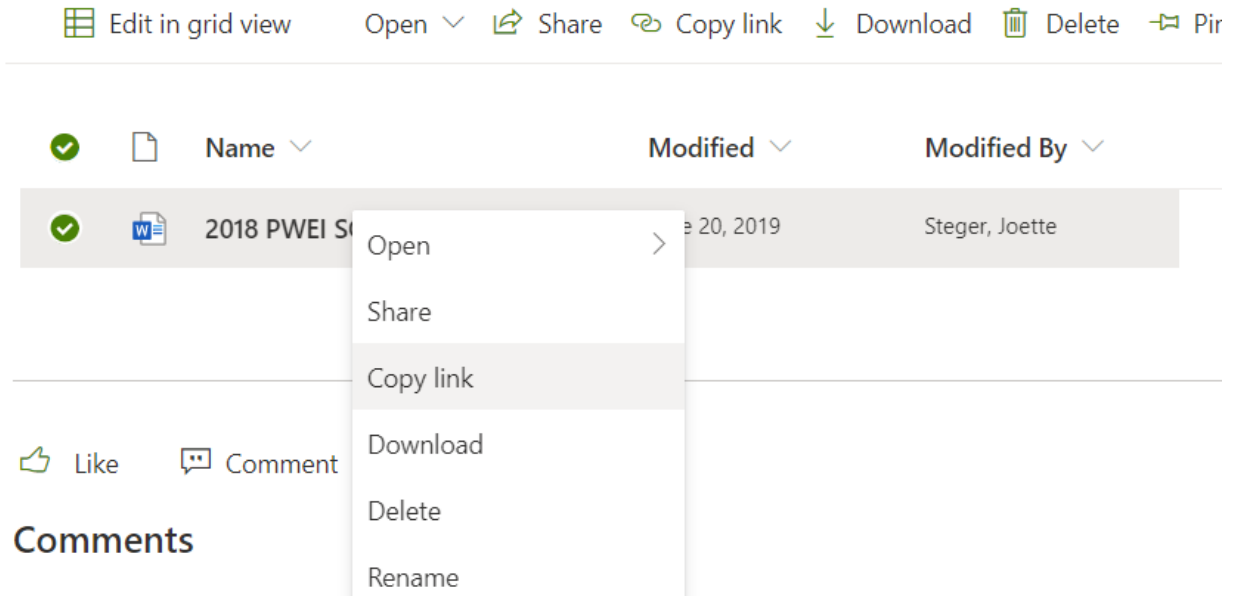 Edit in grid view Open Share Copy link Download Delete
Name Modified Modified By
2018 PWEI 20, 2019 Steger, Joette
Open
Share
Copy link
Download
Delete
Rename
Like Comment
Comments